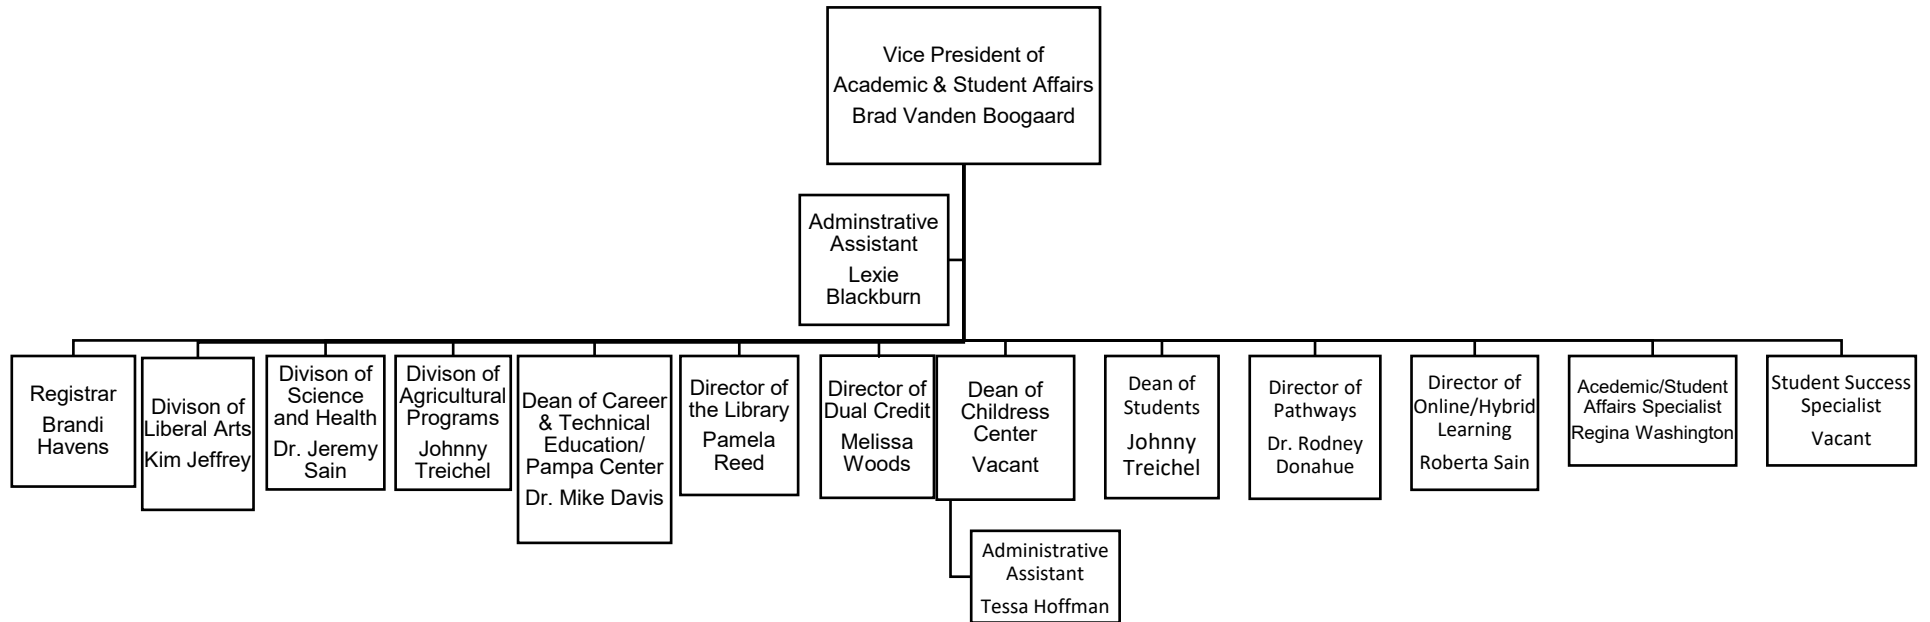 Vice President of
Academic & Student Affairs
Brad Vanden Boogaard
Adminstrative
Assistant
Lexie
Blackburn
Registrar
Brandi
Havens
Divison of
Liberal Arts
Kim Jeffrey
Divison of
Science
and Health
Dr. Jeremy
Sain
Divison of
Agricultural
Programs
Johnny
Treichel
Dean of Career
& Technical
Education/
Pampa Center
Dr. Mike Davis
Director of
the Library
Pamela
Reed
Director of
Dual Credit
Melissa
Woods
Dean of
Childress
Center
Vacant
Dean of
Students
Johnny
Treichel
Director of
Pathways
Dr. Rodney
Donahue
Director of
Online/Hybrid
Learning
Roberta Sain
Acedemic/Student
Affairs Specialist
Regina Washington
Student Success
Specialist
Vacant
Administrative
Assistant
Tessa Hoffman